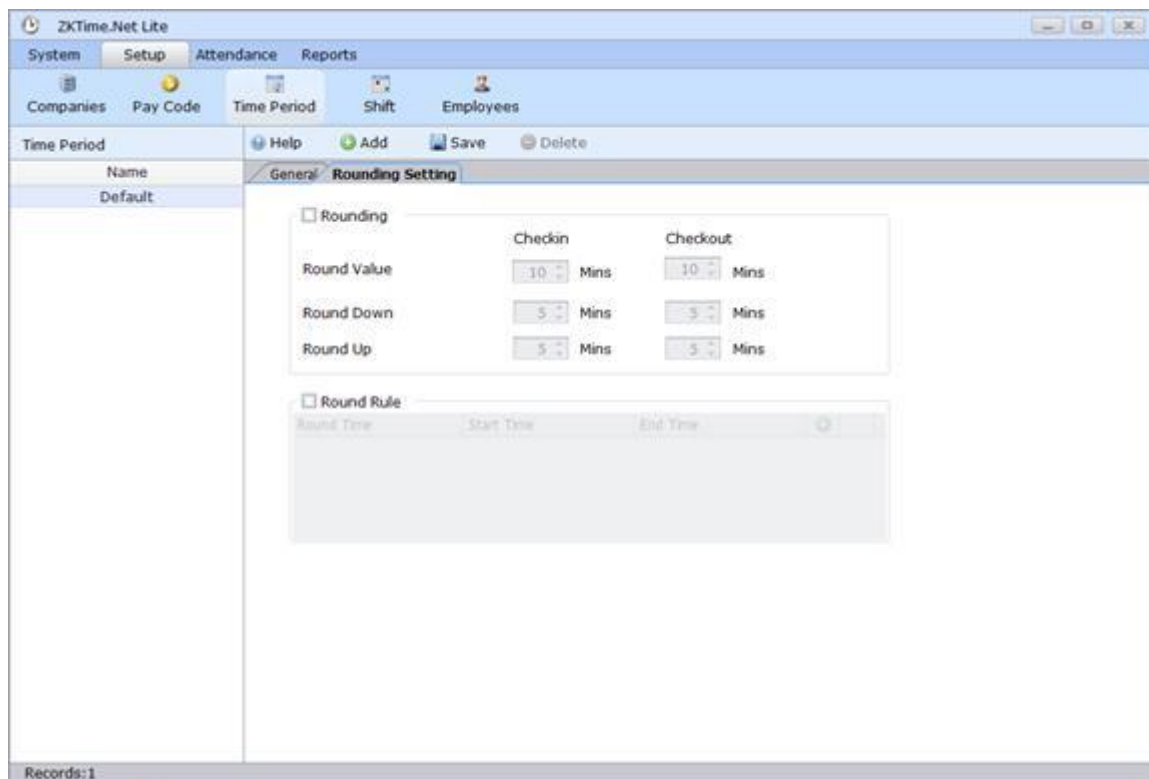 ZKTime.Net Lite
System Setup Attendance Reports
Companies Pay Code Time Period Shift Employees
Time Period
Help Add Save Delete
Name
General Rounding Setting
Default
Rounding
Checkin Checkout
Round Value 10 Mins 10 Mins
Round Down 5 Mins 5 Mins
Round Up 5 Mins 5 Mins
Round Rule
Round Time Start Time End Time
Records:1